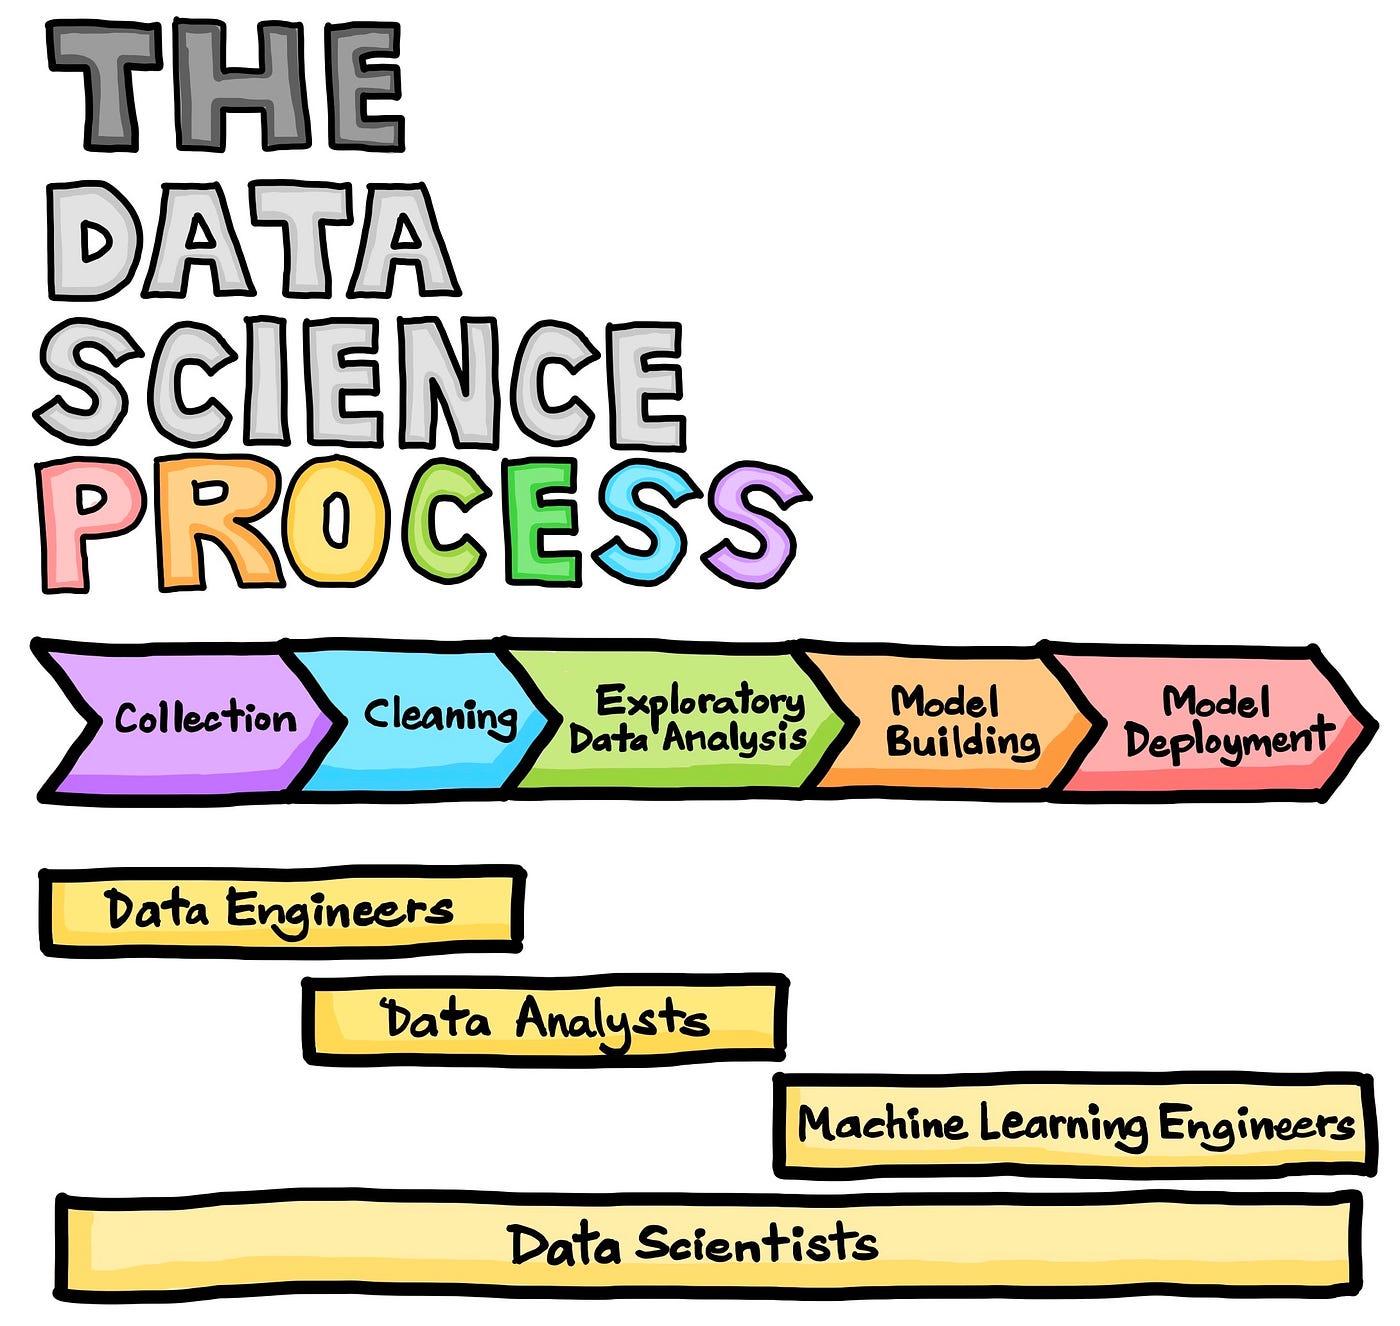 THE
DATA
SCIENCE
PROCESS
Collection
Cleaning
Exploratory
Data Analysis
Model
Building
Model
Deployment
Data Engineers
Data Analysts
Machine Learning Engineers
Data Scientists